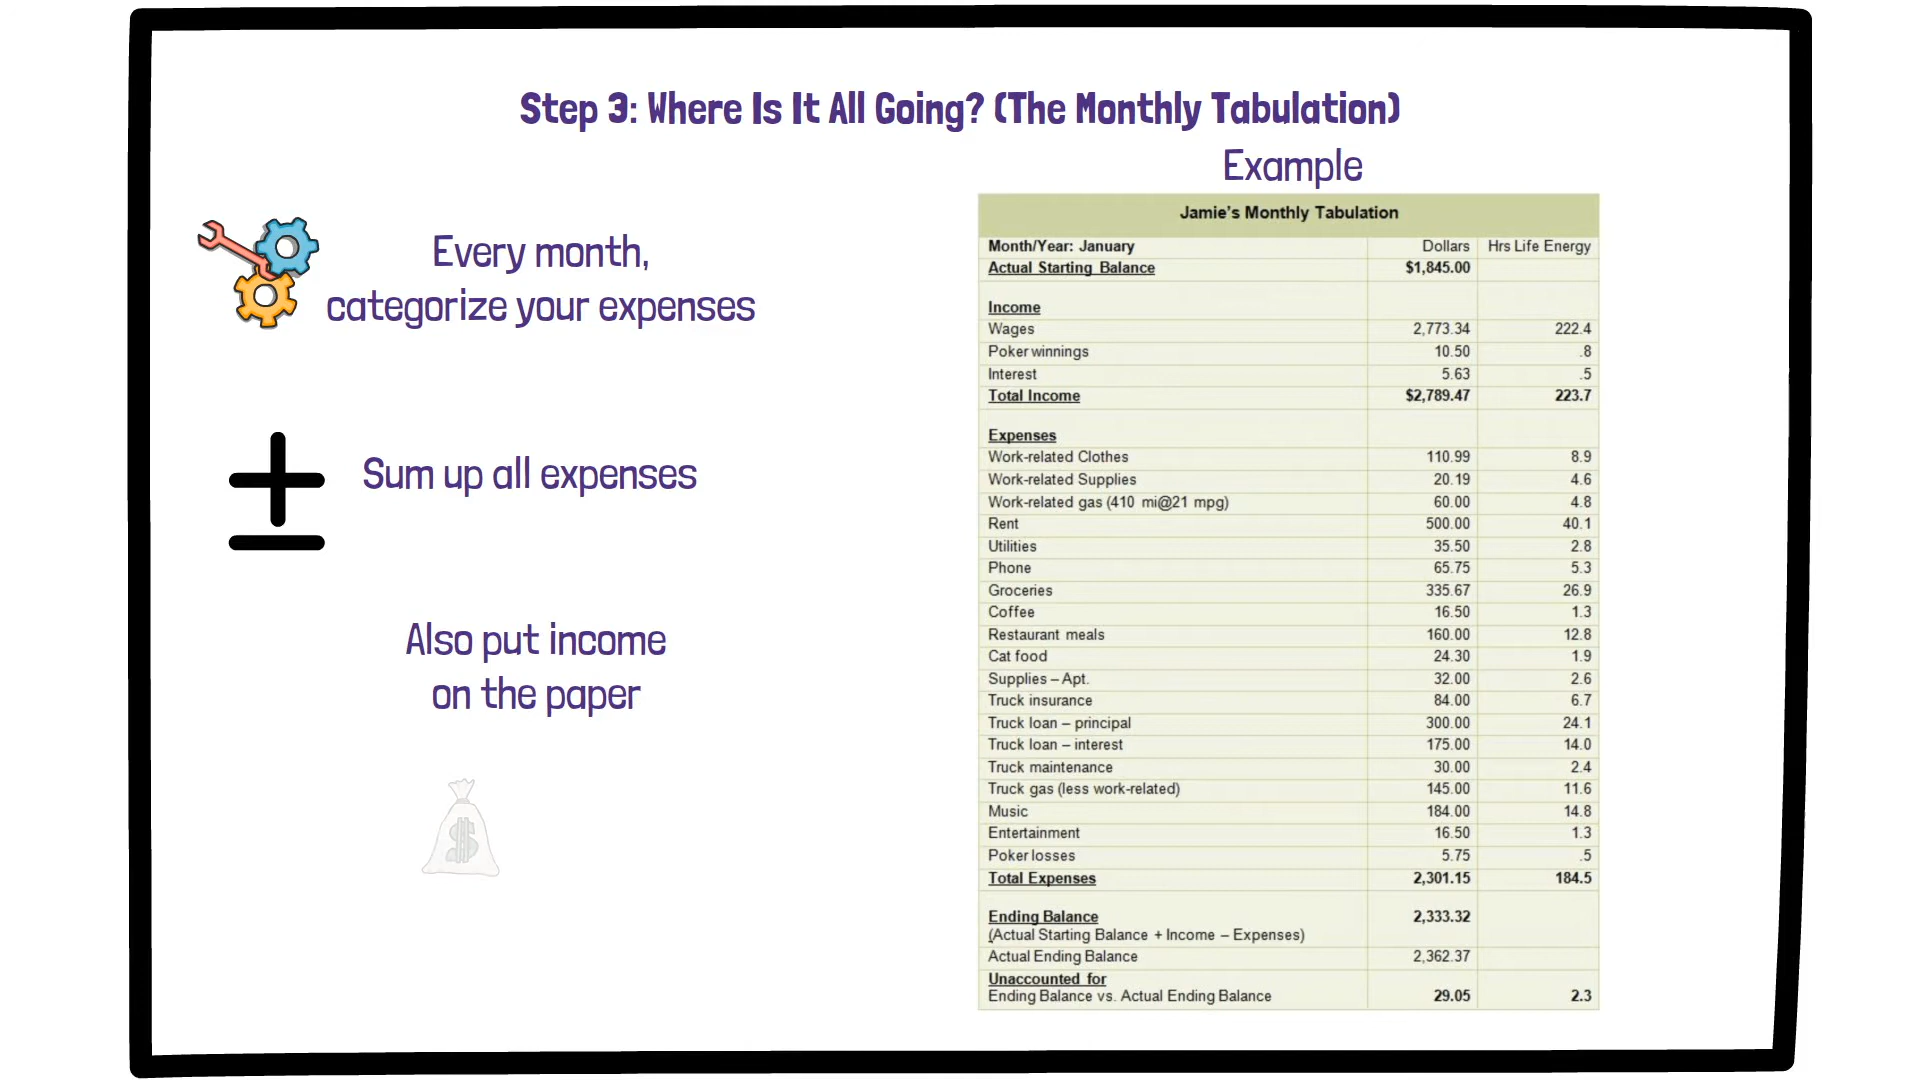 Step 3: Where Is It All Going? (The Monthly Tabulation)
Every month,
categorize your expenses
Sum up all expenses
Also put income
on the paper
$
Example
Jamie's Monthly Tabulation
Month/Year: January Dollars Hrs Life Energy
Actual Starting Balance $1,845.00
Income
Wages 2,773.34 222.4
Poker winnings 10.50 .8
Interest 5.63 .5
Total Income $2,789.47 223.7
Expenses
Work-related Clothes 110.99 8.9
Work-related Supplies 20.19 4.6
Work-related gas (410 mi@21 mpg) 60.00 4.8
Rent 500.00 40.1
Utilities 35.50 2.8
Phone 65.75 5.3
Groceries 335.67 26.9
Coffee 16.50 1.3
Restaurant meals 160.00 12.8
Cat food 24.30 1.9
Supplies – Apt. 32.00 2.6
Truck insurance 84.00 6.7
Truck loan – principal 300.00 24.1
Truck loan – interest 175.00 14.0
Truck maintenance 30.00 2.4
Truck gas (less work-related) 145.00 11.6
Music 184.00 14.8
Entertainment 16.50 1.3
Poker losses 5.75 .5
Total Expenses 2,301.15 184.5
Ending Balance 2,333.32
(Actual Starting Balance + Income – Expenses)
Actual Ending Balance 2,362.37
Unaccounted for
Ending Balance vs. Actual Ending Balance 29.05 2.3